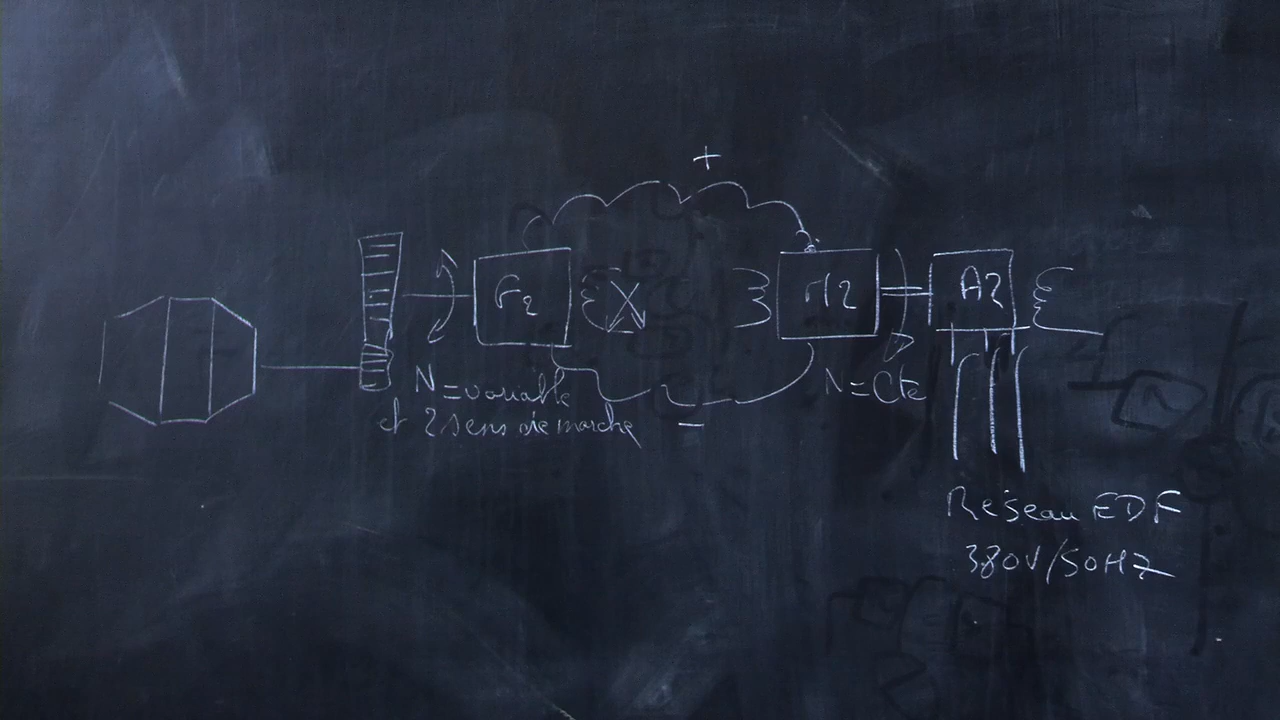 +
G2
M2
A2
N = variable
et 2 sens de marche
-
N = Cte
Réseau EDF
380V/50HZ